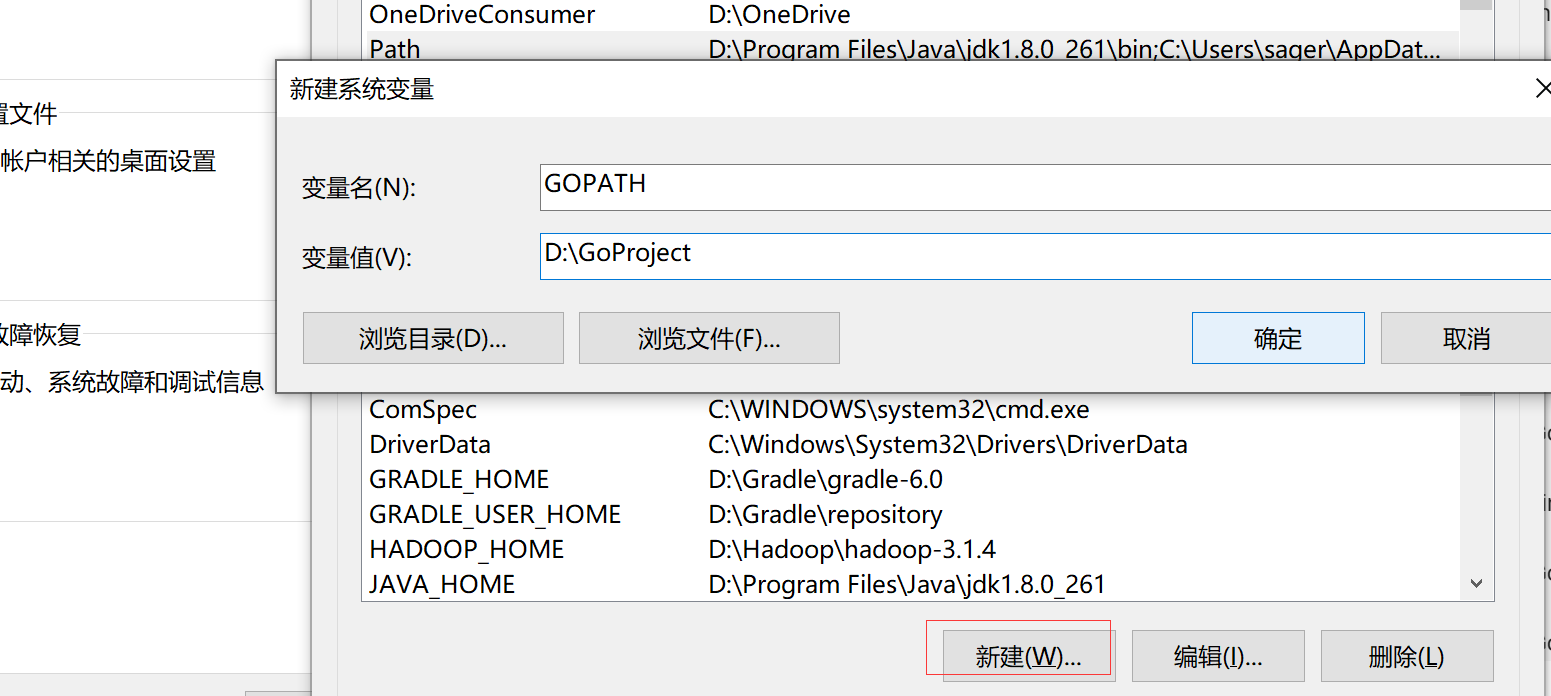 OneDriveConsumer D:\OneDrive
Path D:\Program Files\Java\jdk1.8.0_261\bin;C:\Users\sager\AppDat...
新建系统变量
置文件
帐户相关的桌面设置
变量名(N): GOPATH
变量值(V): D:\GoProject
故障恢复
浏览目录(D)... 浏览文件(F)... 确定 取消
动、系统故障和调试信息
ComSpec C:\WINDOWS\system32\cmd.exe
DriverData C:\Windows\System32\Drivers\DriverData
GRADLE_HOME D:\Gradle\gradle-6.0
GRADLE_USER_HOME D:\Gradle\repository
HADOOP_HOME D:\Hadoop\hadoop-3.1.4
JAVA_HOME D:\Program Files\Java\jdk1.8.0_261
新建(W)... 编辑(I)... 删除(L)